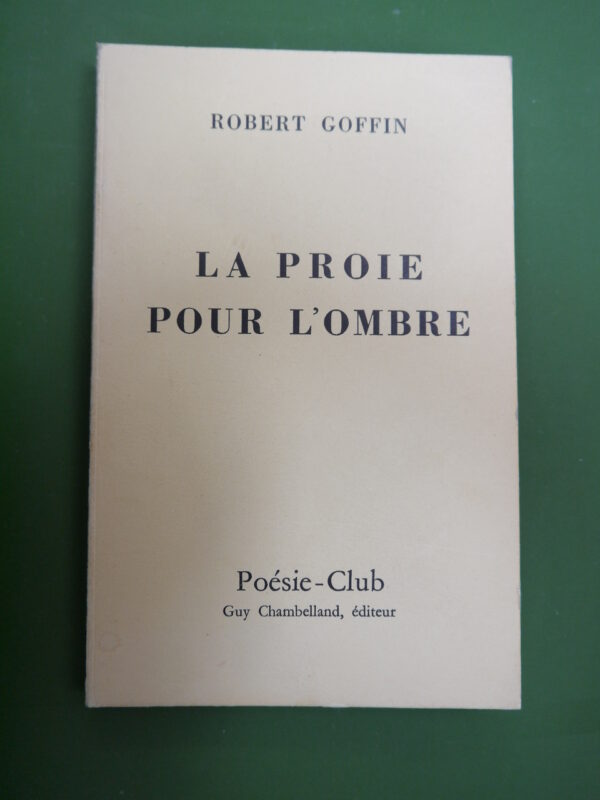 ROBERT GOFFIN
LA PROIE
POUR L'OMBRE
Poésie-Club
Guy Chambelland, éditeur